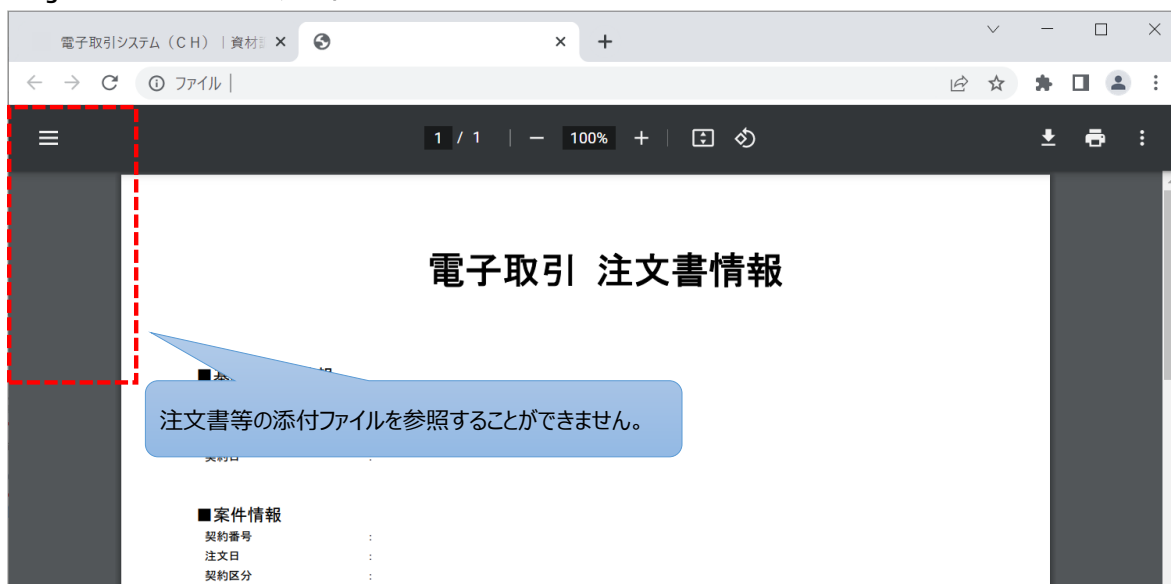 電子取引システム（ＣＨ）｜資材
ファイル |
1 / 1 | － 100% ＋
電子取引 注文書情報
注文書等の添付ファイルを参照することができません。
■案件情報
契約番号 :
注文日 :
契約区分 :